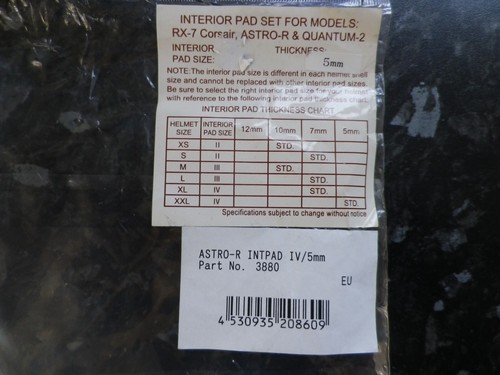 INTERIOR PAD SET FOR MODELS:
RX-7 Corsair, ASTRO-R & QUANTUM-2
INTERIOR THICKNESS:
PAD SIZE: 5mm
NOTE: The interior pad size is different in each helmet shell
size and cannot be replaced with other interior pad sizes.
Be sure to select the right interior pad size for your helmet
with reference to the following interior pad thickness chart.
INTERIOR PAD THICKNESS CHART
HELMET SIZE INTERIOR PAD SIZE 12mm 10mm 7mm 5mm
XS II STD.
S II STD.
M III STD.
L III STD.
XL IV STD.
XXL IV STD.
Specifications subject to change without notice.
ASTRO-R INTPAD IV/5mm
Part No. 3880
EU
4 530935 208609